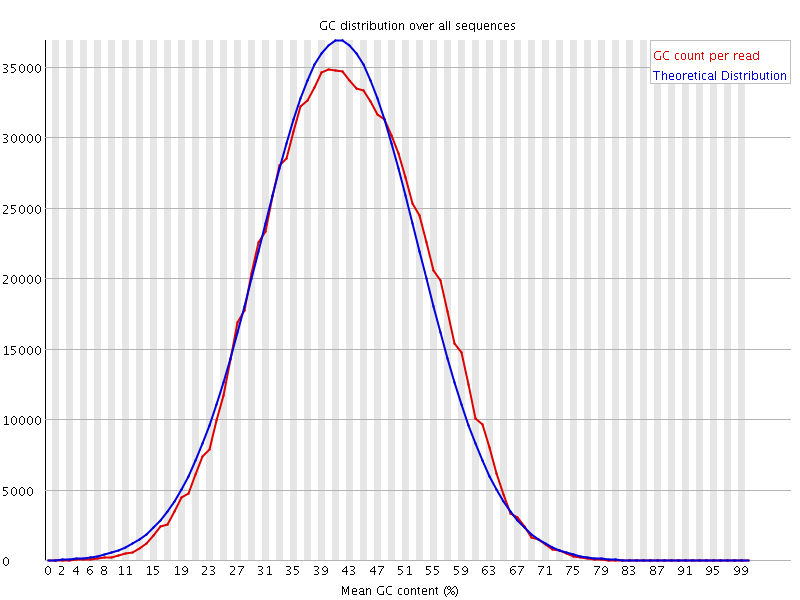 GC distribution over all sequences
GC count per read
Theoretical Distribution
35000
30000
25000
20000
15000
10000
5000
0
0 2 4 6 8 11 15 19 23 27 31 35 39 43 47 51 55 59 63 67 71 75 79 83 87 91 95 99
Mean GC content (%)